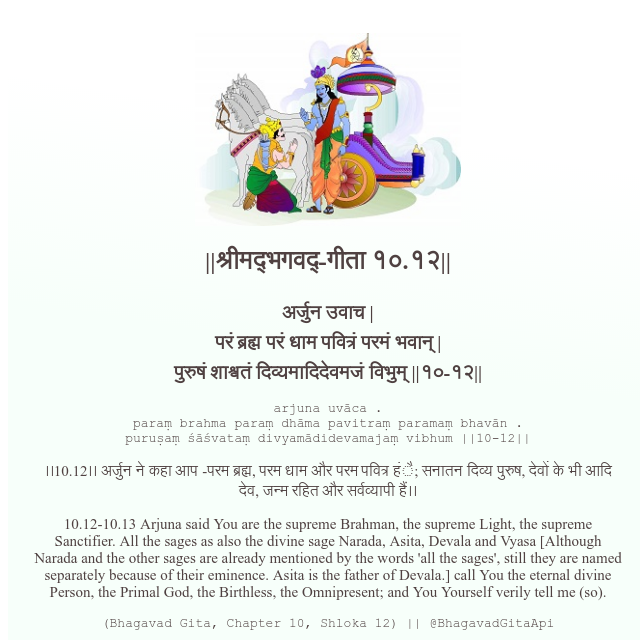 ||श्रीमद्‍भगवद्‍-गीता १०.१२||
अर्जुन उवाच |
परं ब्रह्म परं धाम पवित्रं परमं भवान् |
पुरुषं शाश्वतं दिव्यमादिदेवमजं विभुम् ||१०-१२||
arjuna uvāca .
paraṃ brahma paraṃ dhāma pavitraṃ paramaṃ bhavān .
puruṣaṃ śāśvataṃ divyamādidevamajaṃ vibhum ||10-12||
।।10.12।। अर्जुन ने कहा आप -परम ब्रह्म, परम धाम और परम पवित्र हंै; सनातन दिव्य पुरुष, देवों के भी आदि
देव, जन्म रहित और सर्वव्यापी हैं।।
10.12-10.13 Arjuna said You are the supreme Brahman, the supreme Light, the supreme
Sanctifier. All the sages as also the divine sage Narada, Asita, Devala and Vyasa [Although
Narada and the other sages are already mentioned by the words 'all the sages', still they are named
separately because of their eminence. Asita is the father of Devala.] call You the eternal divine
Person, the Primal God, the Birthless, the Omnipresent; and You Yourself verily tell me (so).
(Bhagavad Gita, Chapter 10, Shloka 12) || @BhagavadGitaApi